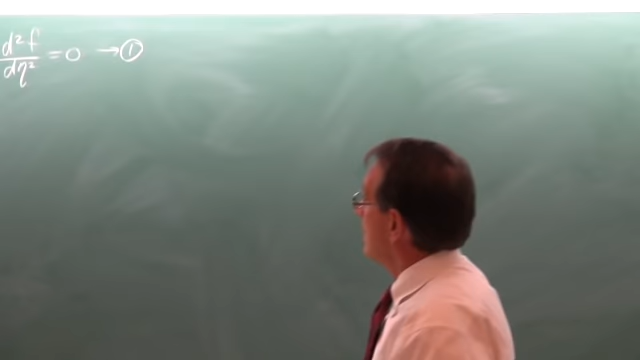 d²f/dη² = 0 → ①